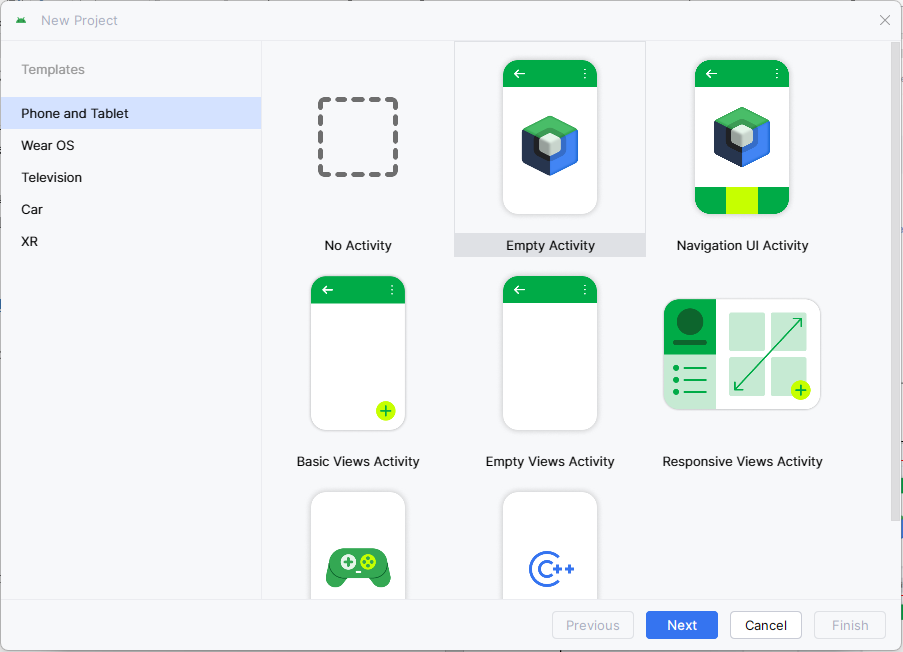 New Project
Templates
Phone and Tablet
Wear OS
Television
Car
XR
No Activity
Empty Activity
Navigation UI Activity
Basic Views Activity
Empty Views Activity
Responsive Views Activity
C++
Previous
Next
Cancel
Finish